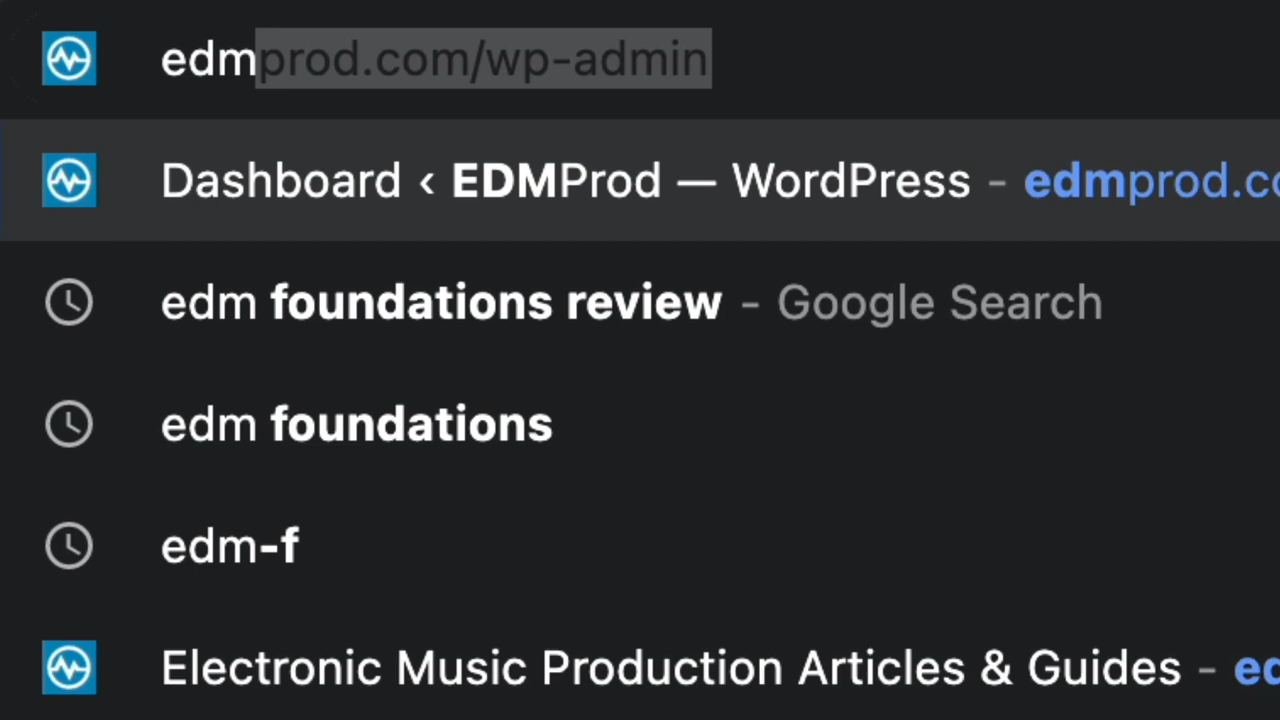 edmprod.com/wp-admin
Dashboard ‹ EDMProd — WordPress - edmprod.co
edm foundations review - Google Search
edm foundations
edm-f
Electronic Music Production Articles & Guides - ed